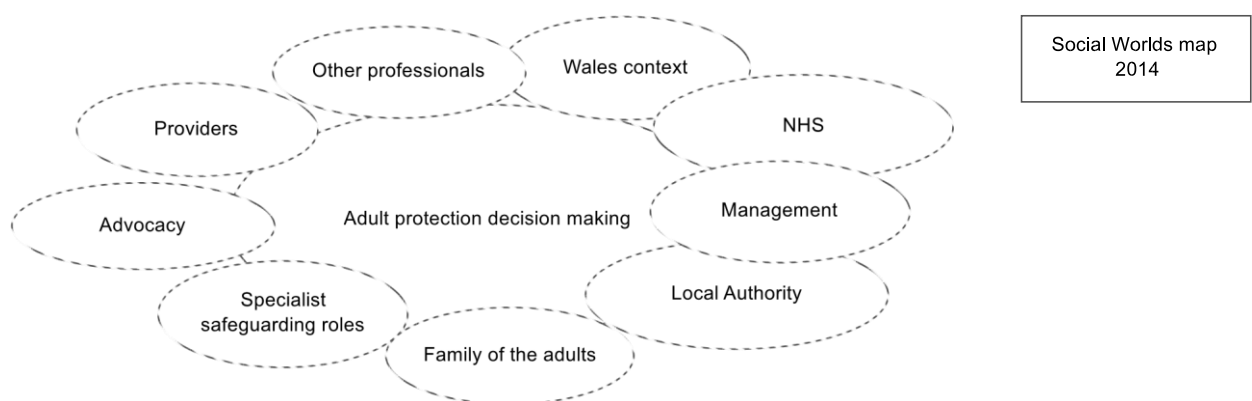 Social Worlds map
2014
Other professionals
Wales context
Providers
NHS
Advocacy
Adult protection decision making
Management
Specialist
safeguarding roles
Local Authority
Family of the adults